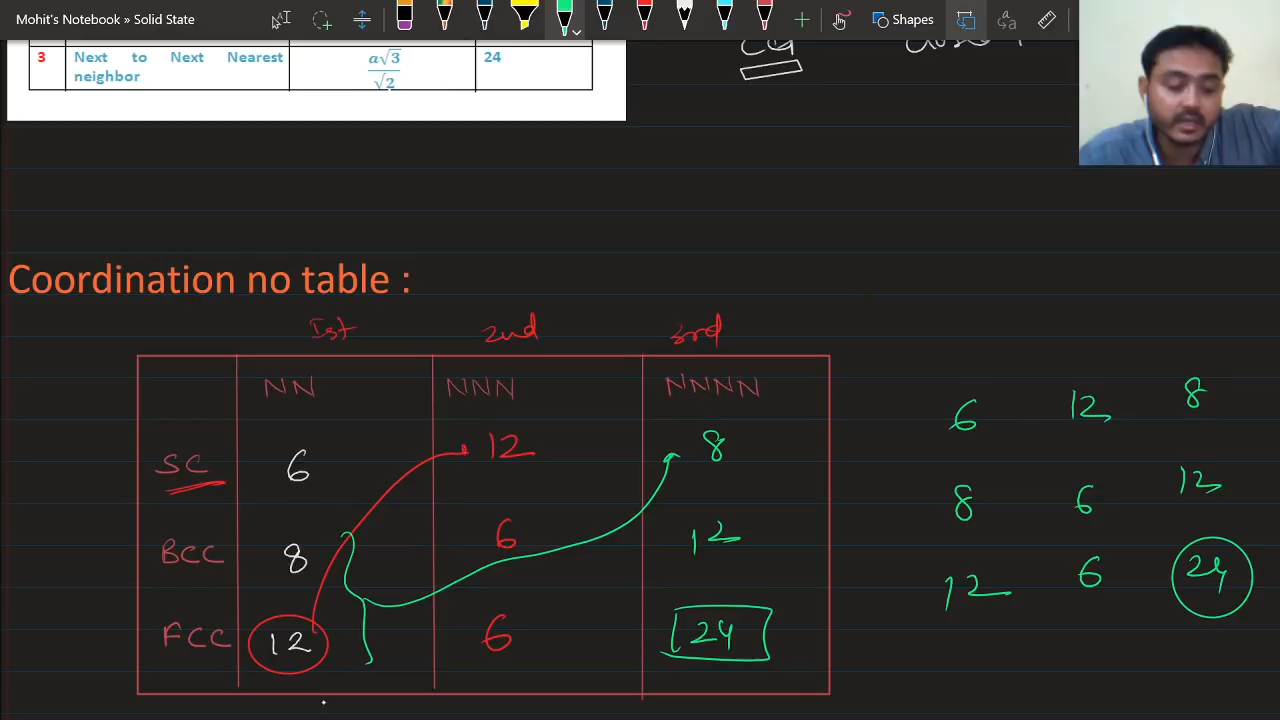 Mohit's Notebook » Solid State
Shapes
3 Next to Next Nearest neighbor a√3/√2 24
Coordination no table :
Ist 2nd 3rd
NN NNN NNNN
SC 6 12 8
BCC 8 6 12
FCC 12 6 24
6 12 8
8 6 12
12 6 24